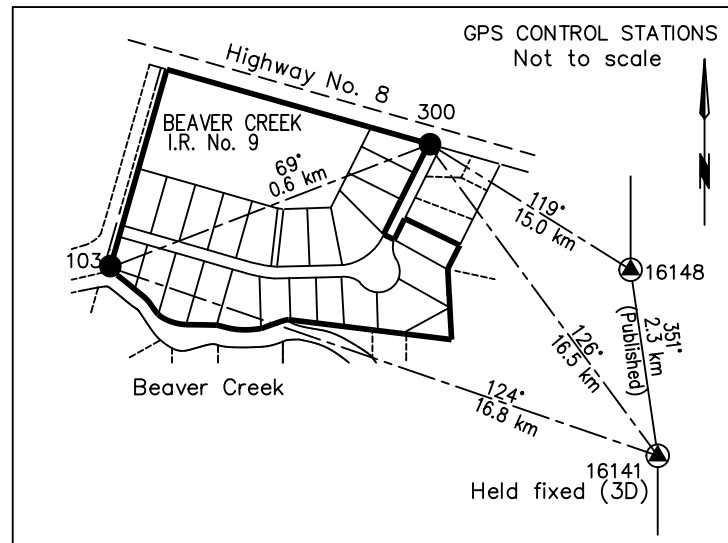 GPS CONTROL STATIONS
Not to scale
Highway No. 8
300
BEAVER CREEK
I.R. No. 9
69°
0.6 km
119°
15.0 km
N
103
16148
351°
2.3 km
(Published)
126°
16.5 km
Beaver Creek
124°
16.8 km
16141
Held fixed (3D)